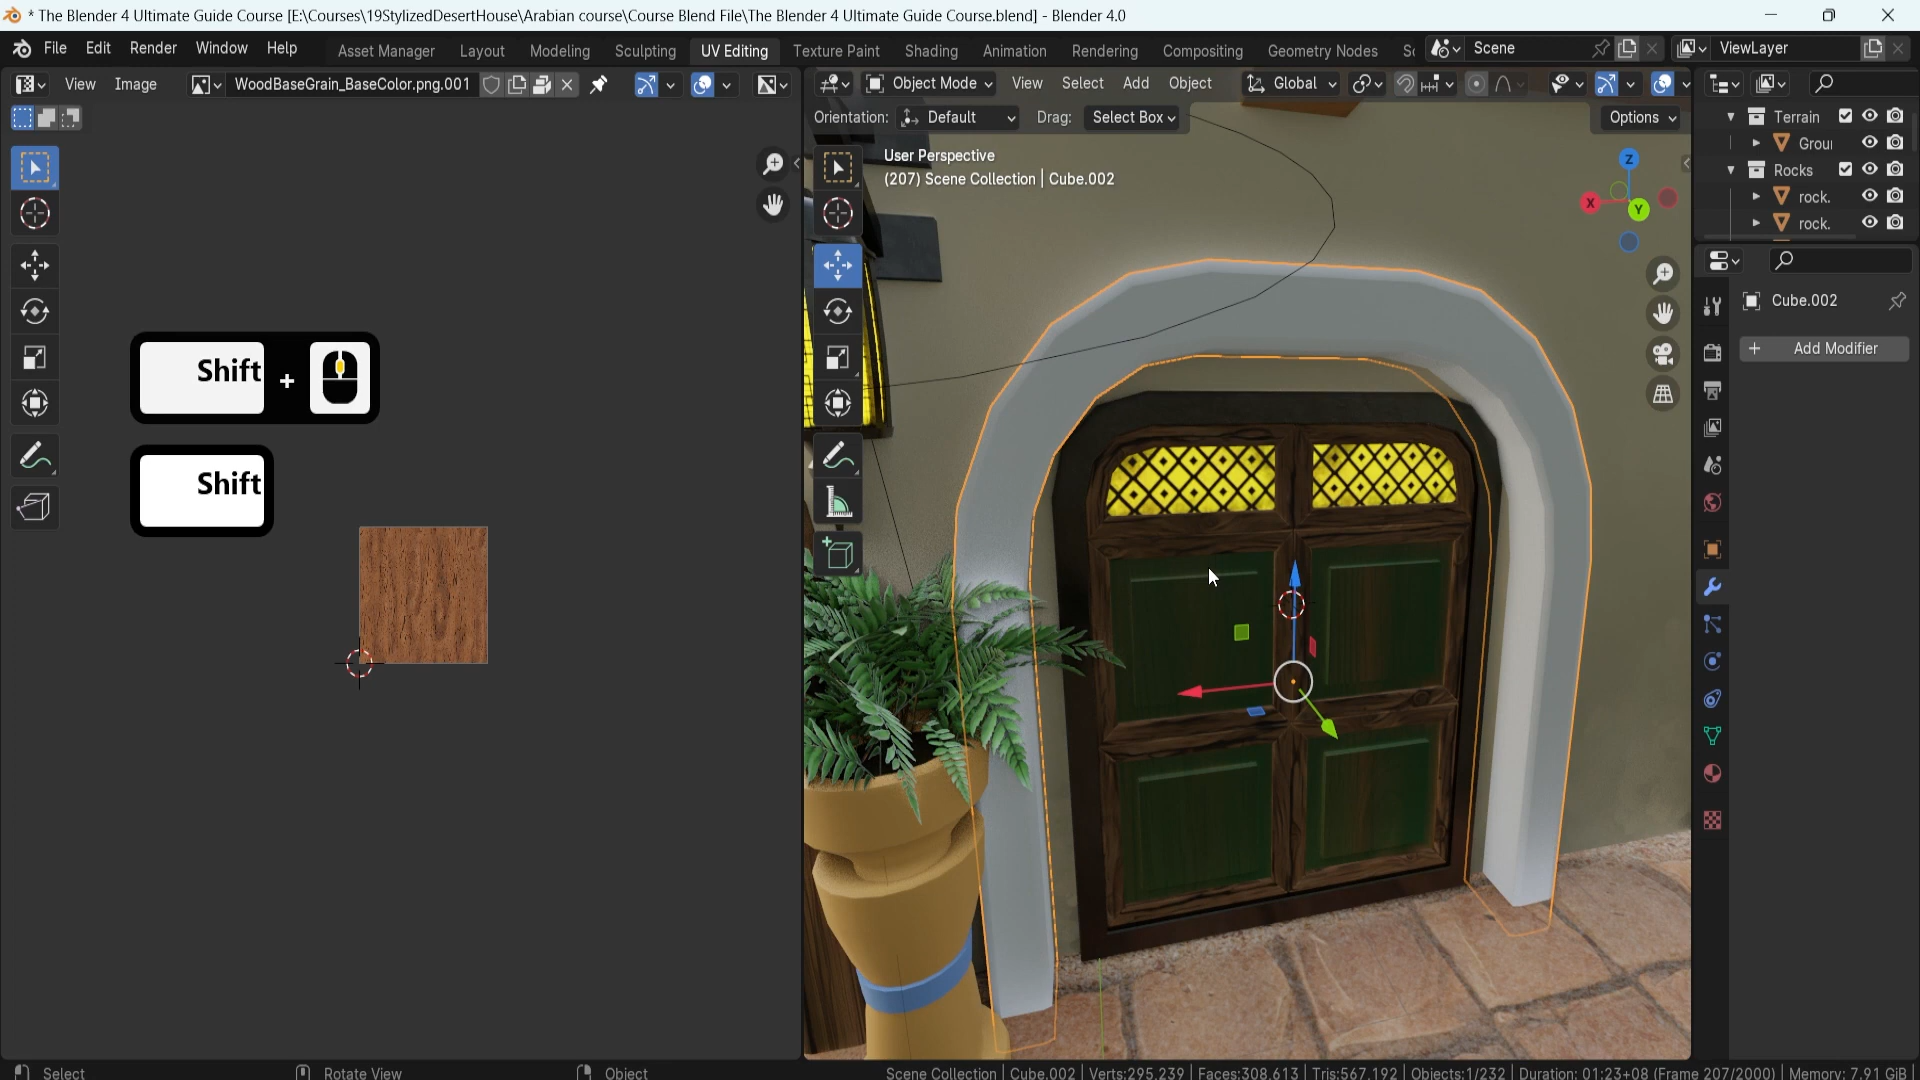 * The Blender 4 Ultimate Guide Course [E:\Courses\19StylizedDesertHouse\Arabian course\Course Blend File\The Blender 4 Ultimate Guide Course.blend] - Blender 4.0
File Edit Render Window Help Asset Manager Layout Modeling Sculpting UV Editing Texture Paint Shading Animation Rendering Compositing Geometry Nodes Sc Scene ViewLayer
View Image WoodBaseGrain_BaseColor.png.001 Object Mode View Select Add Object Global
Orientation: Default Drag: Select Box Options
User Perspective
(207) Scene Collection | Cube.002
Z
X
Y
Terrain
Grou
Rocks
rock.
rock.
Cube.002
+ Add Modifier
Shift +
Shift
Select Rotate View Object Scene Collection | Cube.002 | Verts:295,239 | Faces:308,613 | Tris:567,192 | Objects:1/232 | Duration: 01:23+08 (Frame 207/2000) | Memory: 7.91 GiB